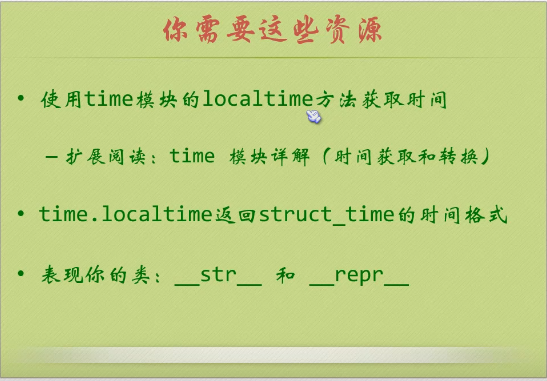 你需要这些资源
• 使用time模块的localtime方法获取时间
– 扩展阅读：time 模块详解（时间获取和转换）
• time.localtime返回struct_time的时间格式
• 表现你的类：__str__ 和 __repr__